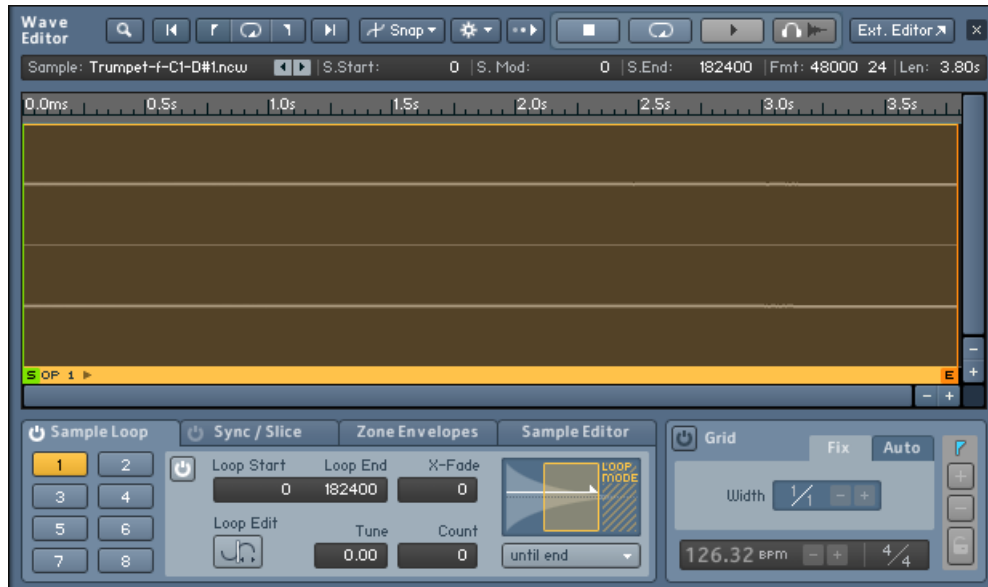 Wave Editor
Snap
Ext. Editor
Sample: Trumpet-f-C1-D#1.ncw S.Start: 0 S. Mod: 0 S.End: 182400 Fmt: 48000 24 Len: 3.80s
0.0ms 0.5s 1.0s 1.5s 2.0s 2.5s 3.0s 3.5s
S OP 1 E
Sample Loop Sync / Slice Zone Envelopes Sample Editor
Grid Fix Auto
1 2 3 4 5 6 7 8
Loop Start Loop End X-Fade
0 182400 0
Loop Edit Tune Count
0.00 0
LOOP MODE
until end
Width 1/1 - +
126.32 BPM - + 4/4